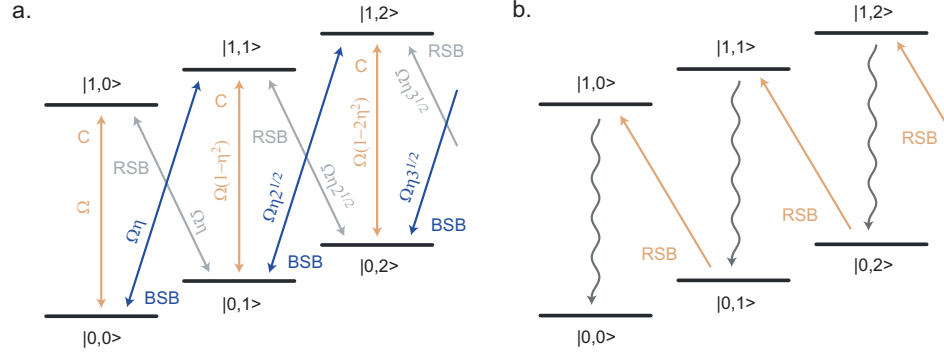 a.
|1,2>
|1,1>
|1,0>
C
C
C
RSB
Ωη3^{1/2}
RSB
RSB
Ω
Ωη
Ωη
Ω(1-η²)
Ωη2^{1/2}
Ωη2^{1/2}
Ω(1-2η²)
Ωη3^{1/2}
BSB
BSB
BSB
|0,2>
|0,1>
|0,0>
b.
|1,2>
|1,1>
|1,0>
RSB
RSB
RSB
|0,2>
|0,1>
|0,0>